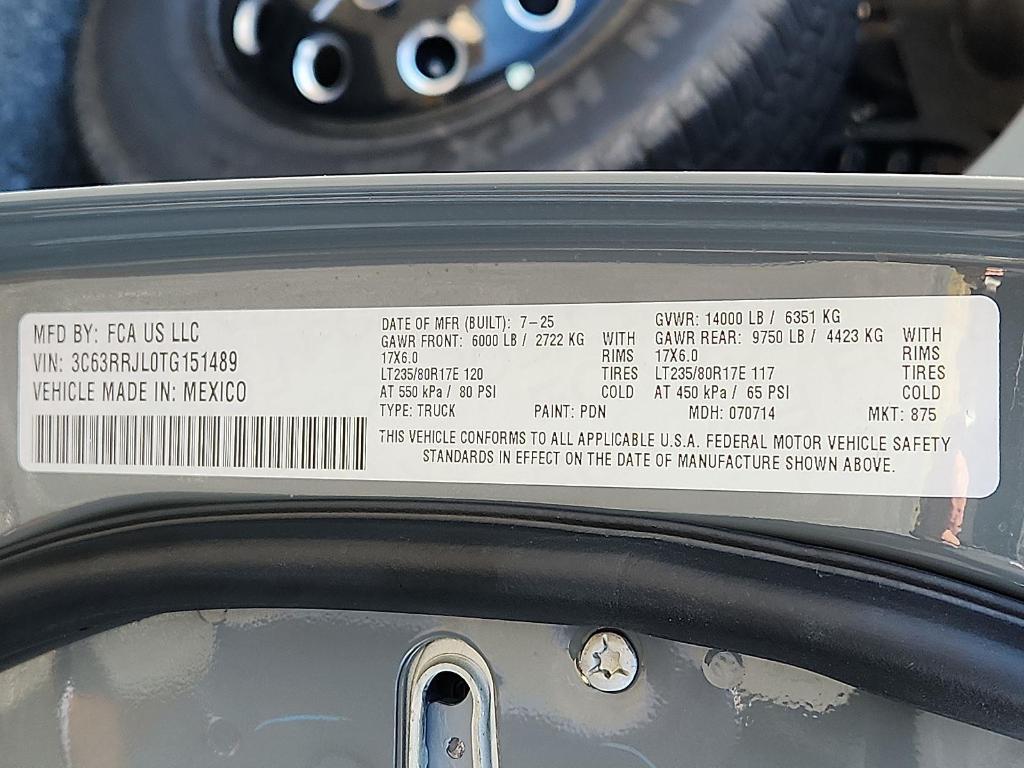 MFD BY: FCA US LLC
VIN: 3C63RRJL0TG151489
VEHICLE MADE IN: MEXICO
DATE OF MFR (BUILT): 7-25 GVWR: 14000 LB / 6351 KG
GAWR FRONT: 6000 LB / 2722 KG WITH GAWR REAR: 9750 LB / 4423 KG WITH
17X6.0 RIMS 17X6.0 RIMS
LT235/80R17E 120 TIRES LT235/80R17E 117 TIRES
AT 550 kPa / 80 PSI COLD AT 450 kPa / 65 PSI COLD
TYPE: TRUCK PAINT: PDN MDH: 070714 MKT: 875
THIS VEHICLE CONFORMS TO ALL APPLICABLE U.S.A. FEDERAL MOTOR VEHICLE SAFETY
STANDARDS IN EFFECT ON THE DATE OF MANUFACTURE SHOWN ABOVE.